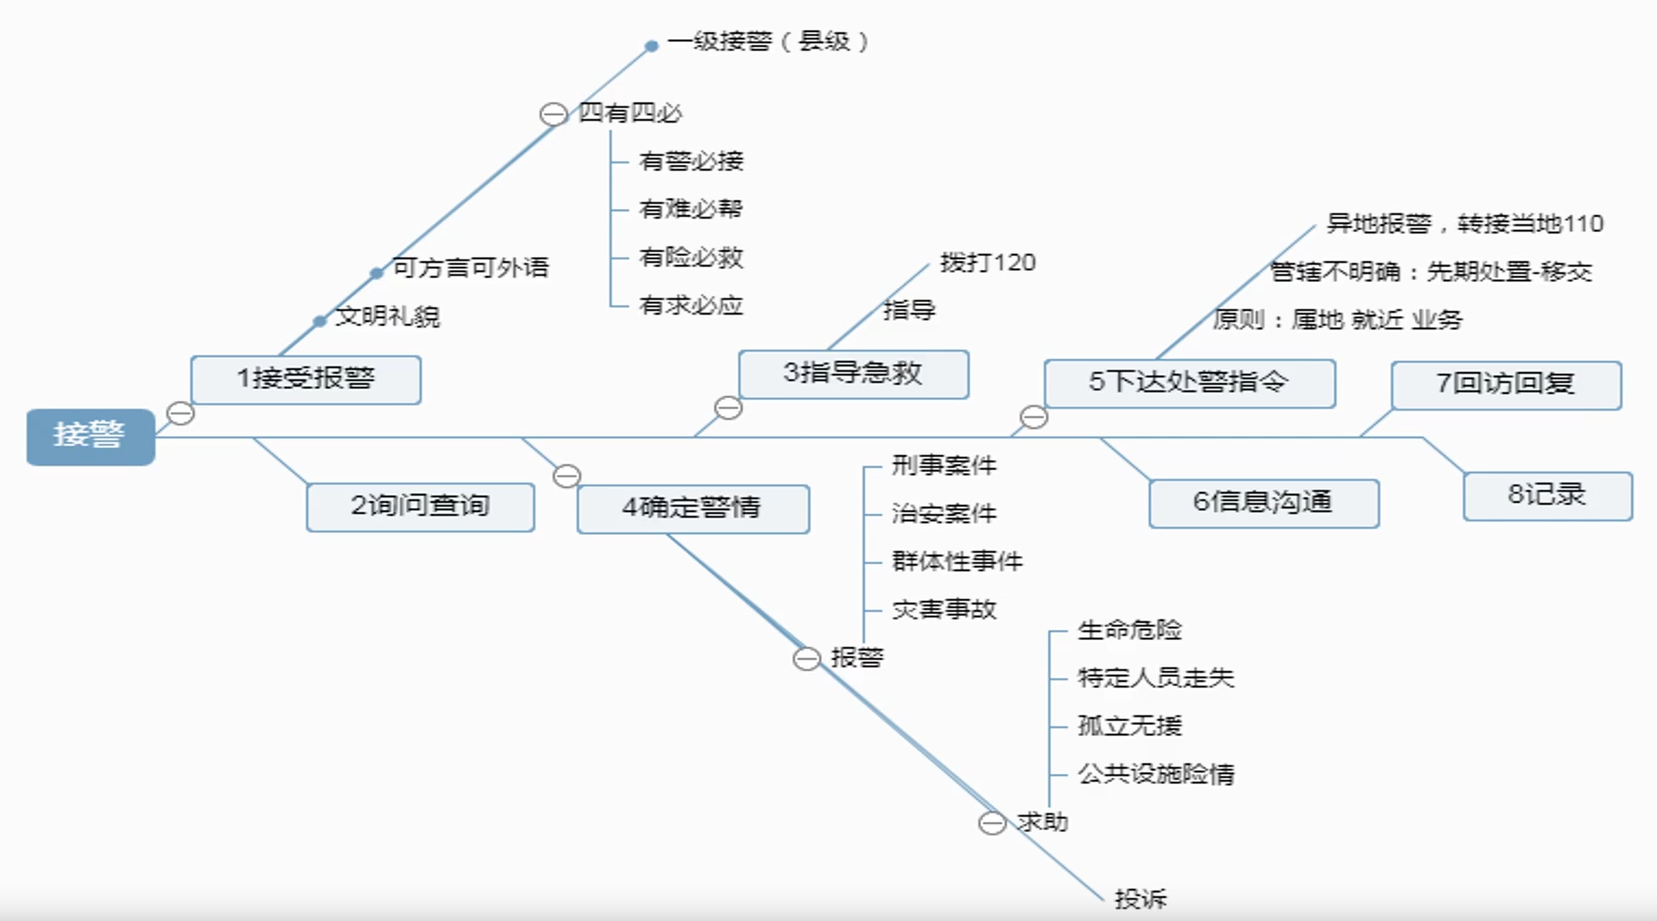 接警
1接受报警
一级接警（县级）
四有四必
有警必接
有难必帮
有险必救
有求必应
可方言可外语
文明礼貌
2询问查询
3指导急救
拨打120
指导
4确定警情
刑事案件
治安案件
群体性事件
灾害事故
报警
生命危险
特定人员走失
孤立无援
公共设施险情
求助
投诉
5下达处警指令
异地报警，转接当地110
管辖不明确：先期处置-移交
原则：属地 就近 业务
6信息沟通
7回访回复
8记录